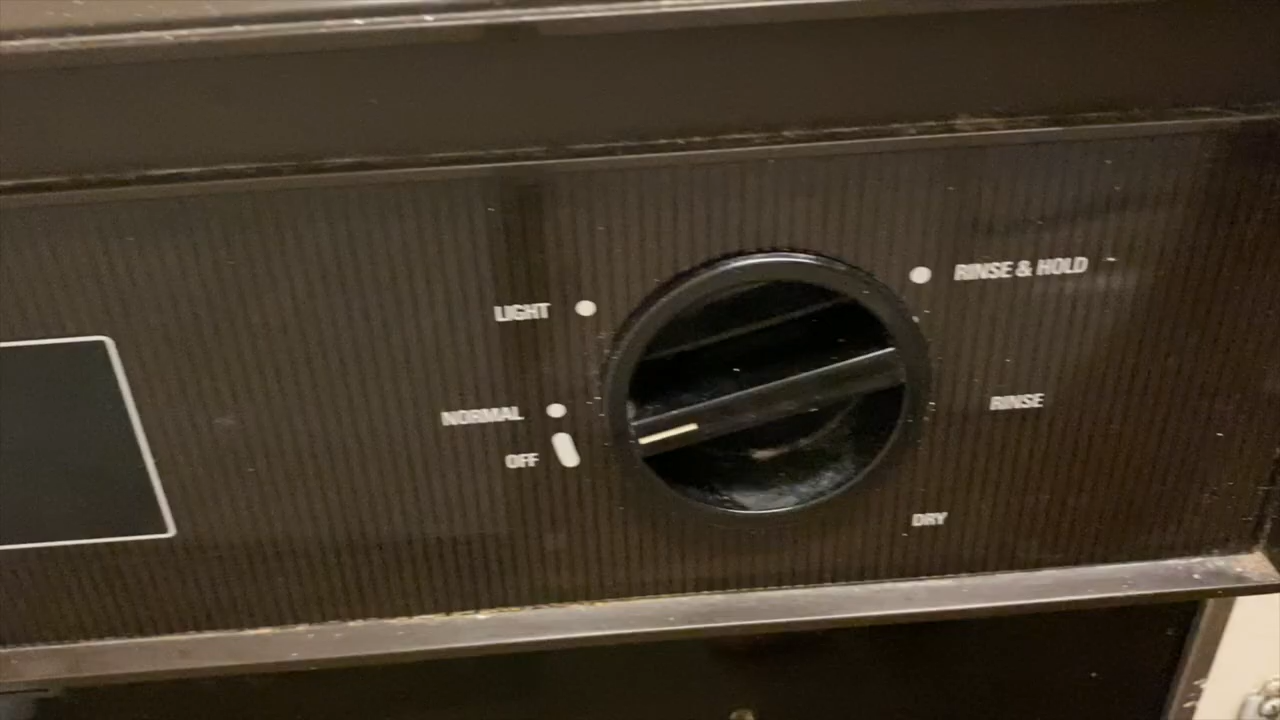 RINSE & HOLD
LIGHT
RINSE
NORMAL
OFF
DRY